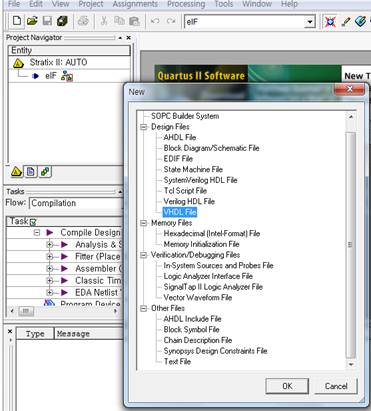 File Edit View Project Assignments Processing Tools Window Help
elF
Project Navigator
Entity
Stratix II: AUTO
elF
Quartus II Software
New
Tasks
Flow: Compilation
Task
Compile Design
Analysis & S
Fitter (Place
Assembler (
Classic Tim
EDA Netlist
Program Device
Type Message
New
SOPC Builder System
Design Files
AHDL File
Block Diagram/Schematic File
EDIF File
State Machine File
SystemVerilog HDL File
Tcl Script File
Verilog HDL File
VHDL File
Memory Files
Hexadecimal (Intel-Format) File
Memory Initialization File
Verification/Debugging Files
In-System Sources and Probes File
Logic Analyzer Interface File
SignalTap II Logic Analyzer File
Vector Waveform File
Other Files
AHDL Include File
Block Symbol File
Chain Description File
Synopsys Design Constraints File
Text File
OK Cancel